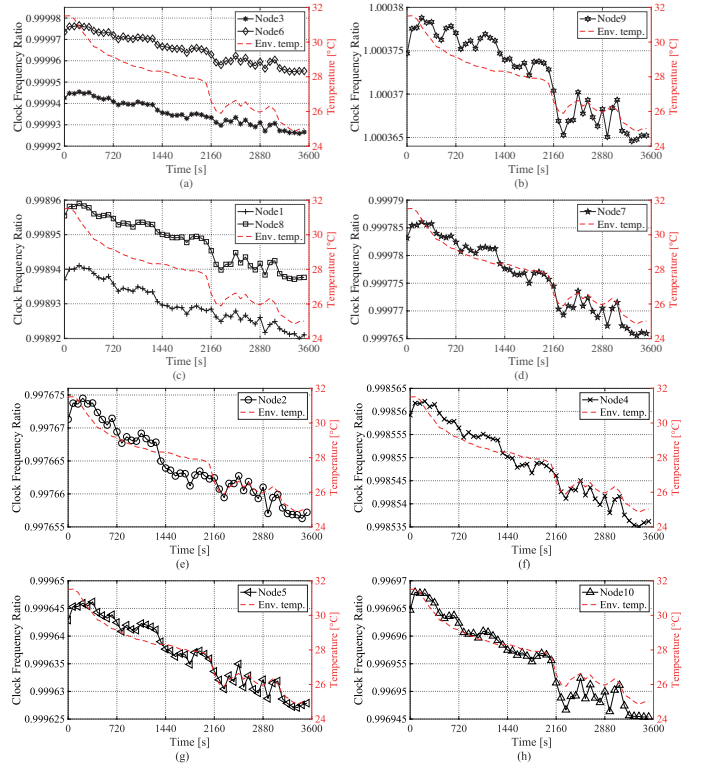 Clock Frequency Ratio
0.99998
0.99997
0.99996
0.99995
0.99994
0.99993
0.99992
Node3
Node6
Env. temp.
32
30
28
26
24
Temperature [°C]
0 720 1440 2160 2880 3600
Time [s]
(a)
Clock Frequency Ratio
1.00038
1.000375
1.00037
1.000365
Node9
Env. temp.
32
30
28
26
24
Temperature [°C]
0 720 1440 2160 2880 3600
Time [s]
(b)
Clock Frequency Ratio
0.99896
0.99895
0.99894
0.99893
0.99892
Node1
Node8
Env. temp.
32
30
28
26
24
Temperature [°C]
0 720 1440 2160 2880 3600
Time [s]
(c)
Clock Frequency Ratio
0.99779
0.997785
0.99778
0.997775
0.99777
0.997765
Node7
Env. temp.
32
30
28
26
24
Temperature [°C]
0 720 1440 2160 2880 3600
Time [s]
(d)
Clock Frequency Ratio
0.997675
0.99767
0.997665
0.99766
0.997655
Node2
Env. temp.
32
30
28
26
24
Temperature [°C]
0 720 1440 2160 2880 3600
Time [s]
(e)
Clock Frequency Ratio
0.998565
0.99856
0.998555
0.99855
0.998545
0.99854
0.998535
Node4
Env. temp.
32
30
28
26
24
Temperature [°C]
0 720 1440 2160 2880 3600
Time [s]
(f)
Clock Frequency Ratio
0.99965
0.999645
0.99964
0.999635
0.99963
0.999625
Node5
Env. temp.
32
30
28
26
24
Temperature [°C]
0 720 1440 2160 2880 3600
Time [s]
(g)
Clock Frequency Ratio
0.99697
0.996965
0.99696
0.996955
0.99695
0.996945
Node10
Env. temp.
32
30
28
26
24
Temperature [°C]
0 720 1440 2160 2880 3600
Time [s]
(h)